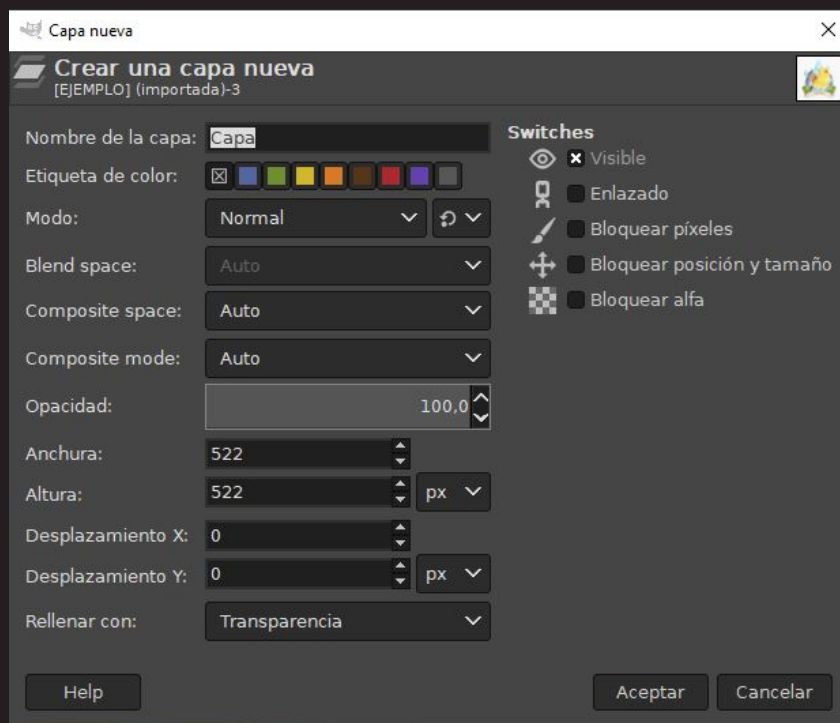 Capa nueva
Crear una capa nueva
[EJEMPLO] (importada)-3
Nombre de la capa: Capa
Etiqueta de color:
Modo: Normal
Blend space: Auto
Composite space: Auto
Composite mode: Auto
Opacidad: 100,0
Anchura: 522
Altura: 522 px
Desplazamiento X: 0
Desplazamiento Y: 0 px
Rellenar con: Transparencia
Switches
Visible
Enlazado
Bloquear píxeles
Bloquear posición y tamaño
Bloquear alfa
Help Aceptar Cancelar